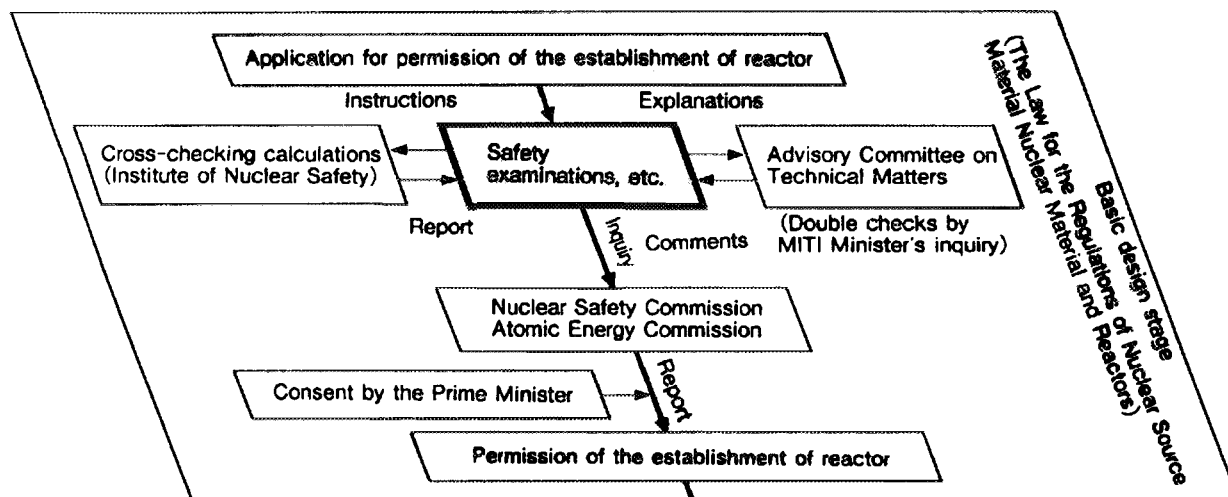 Application for permission of the establishment of reactor
Instructions
Explanations
Cross-checking calculations
(Institute of Nuclear Safety)
Safety
examinations, etc.
Advisory Committee on
Technical Matters
Report
Inquiry
Comments
(Double checks by
MITI Minister's inquiry)
Nuclear Safety Commission
Atomic Energy Commission
Consent by the Prime Minister
Report
Permission of the establishment of reactor
Basic design stage
(The Law for the Regulations of Nuclear Source
Material Nuclear Material and Reactors)